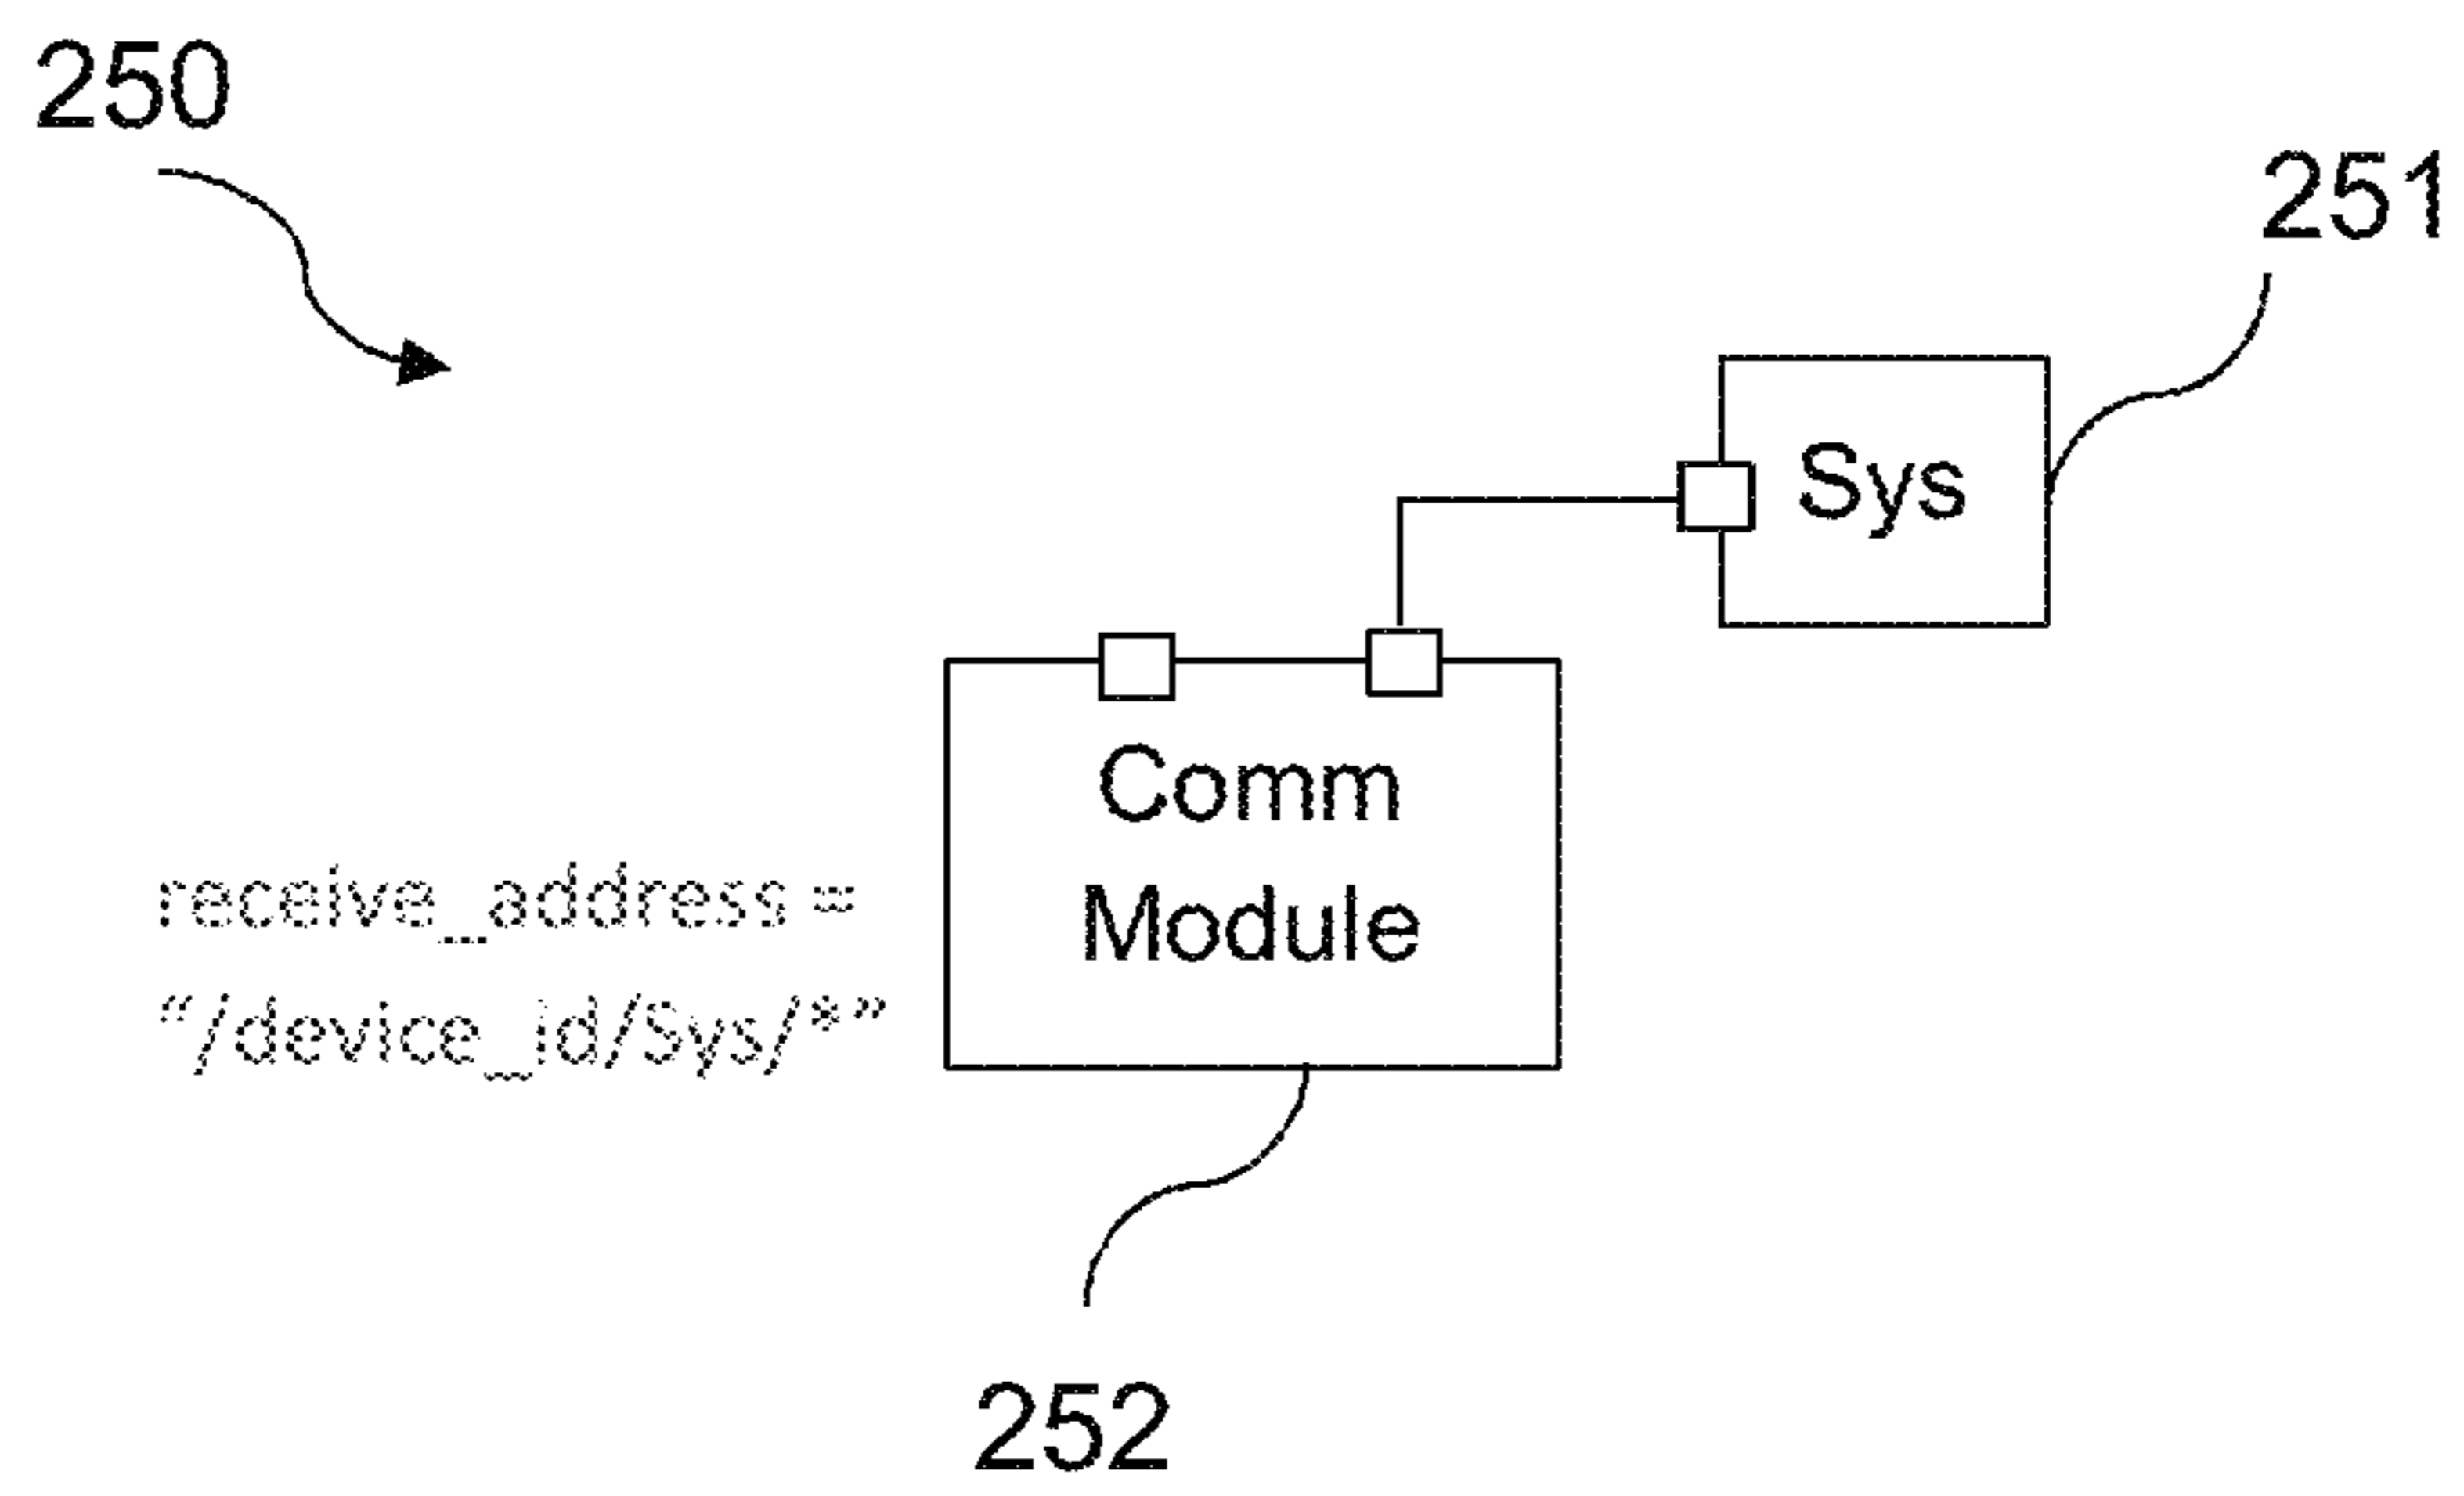 250
251
Sys
Comm
Module
receive_address =
“/device_id/Sys/*”
252